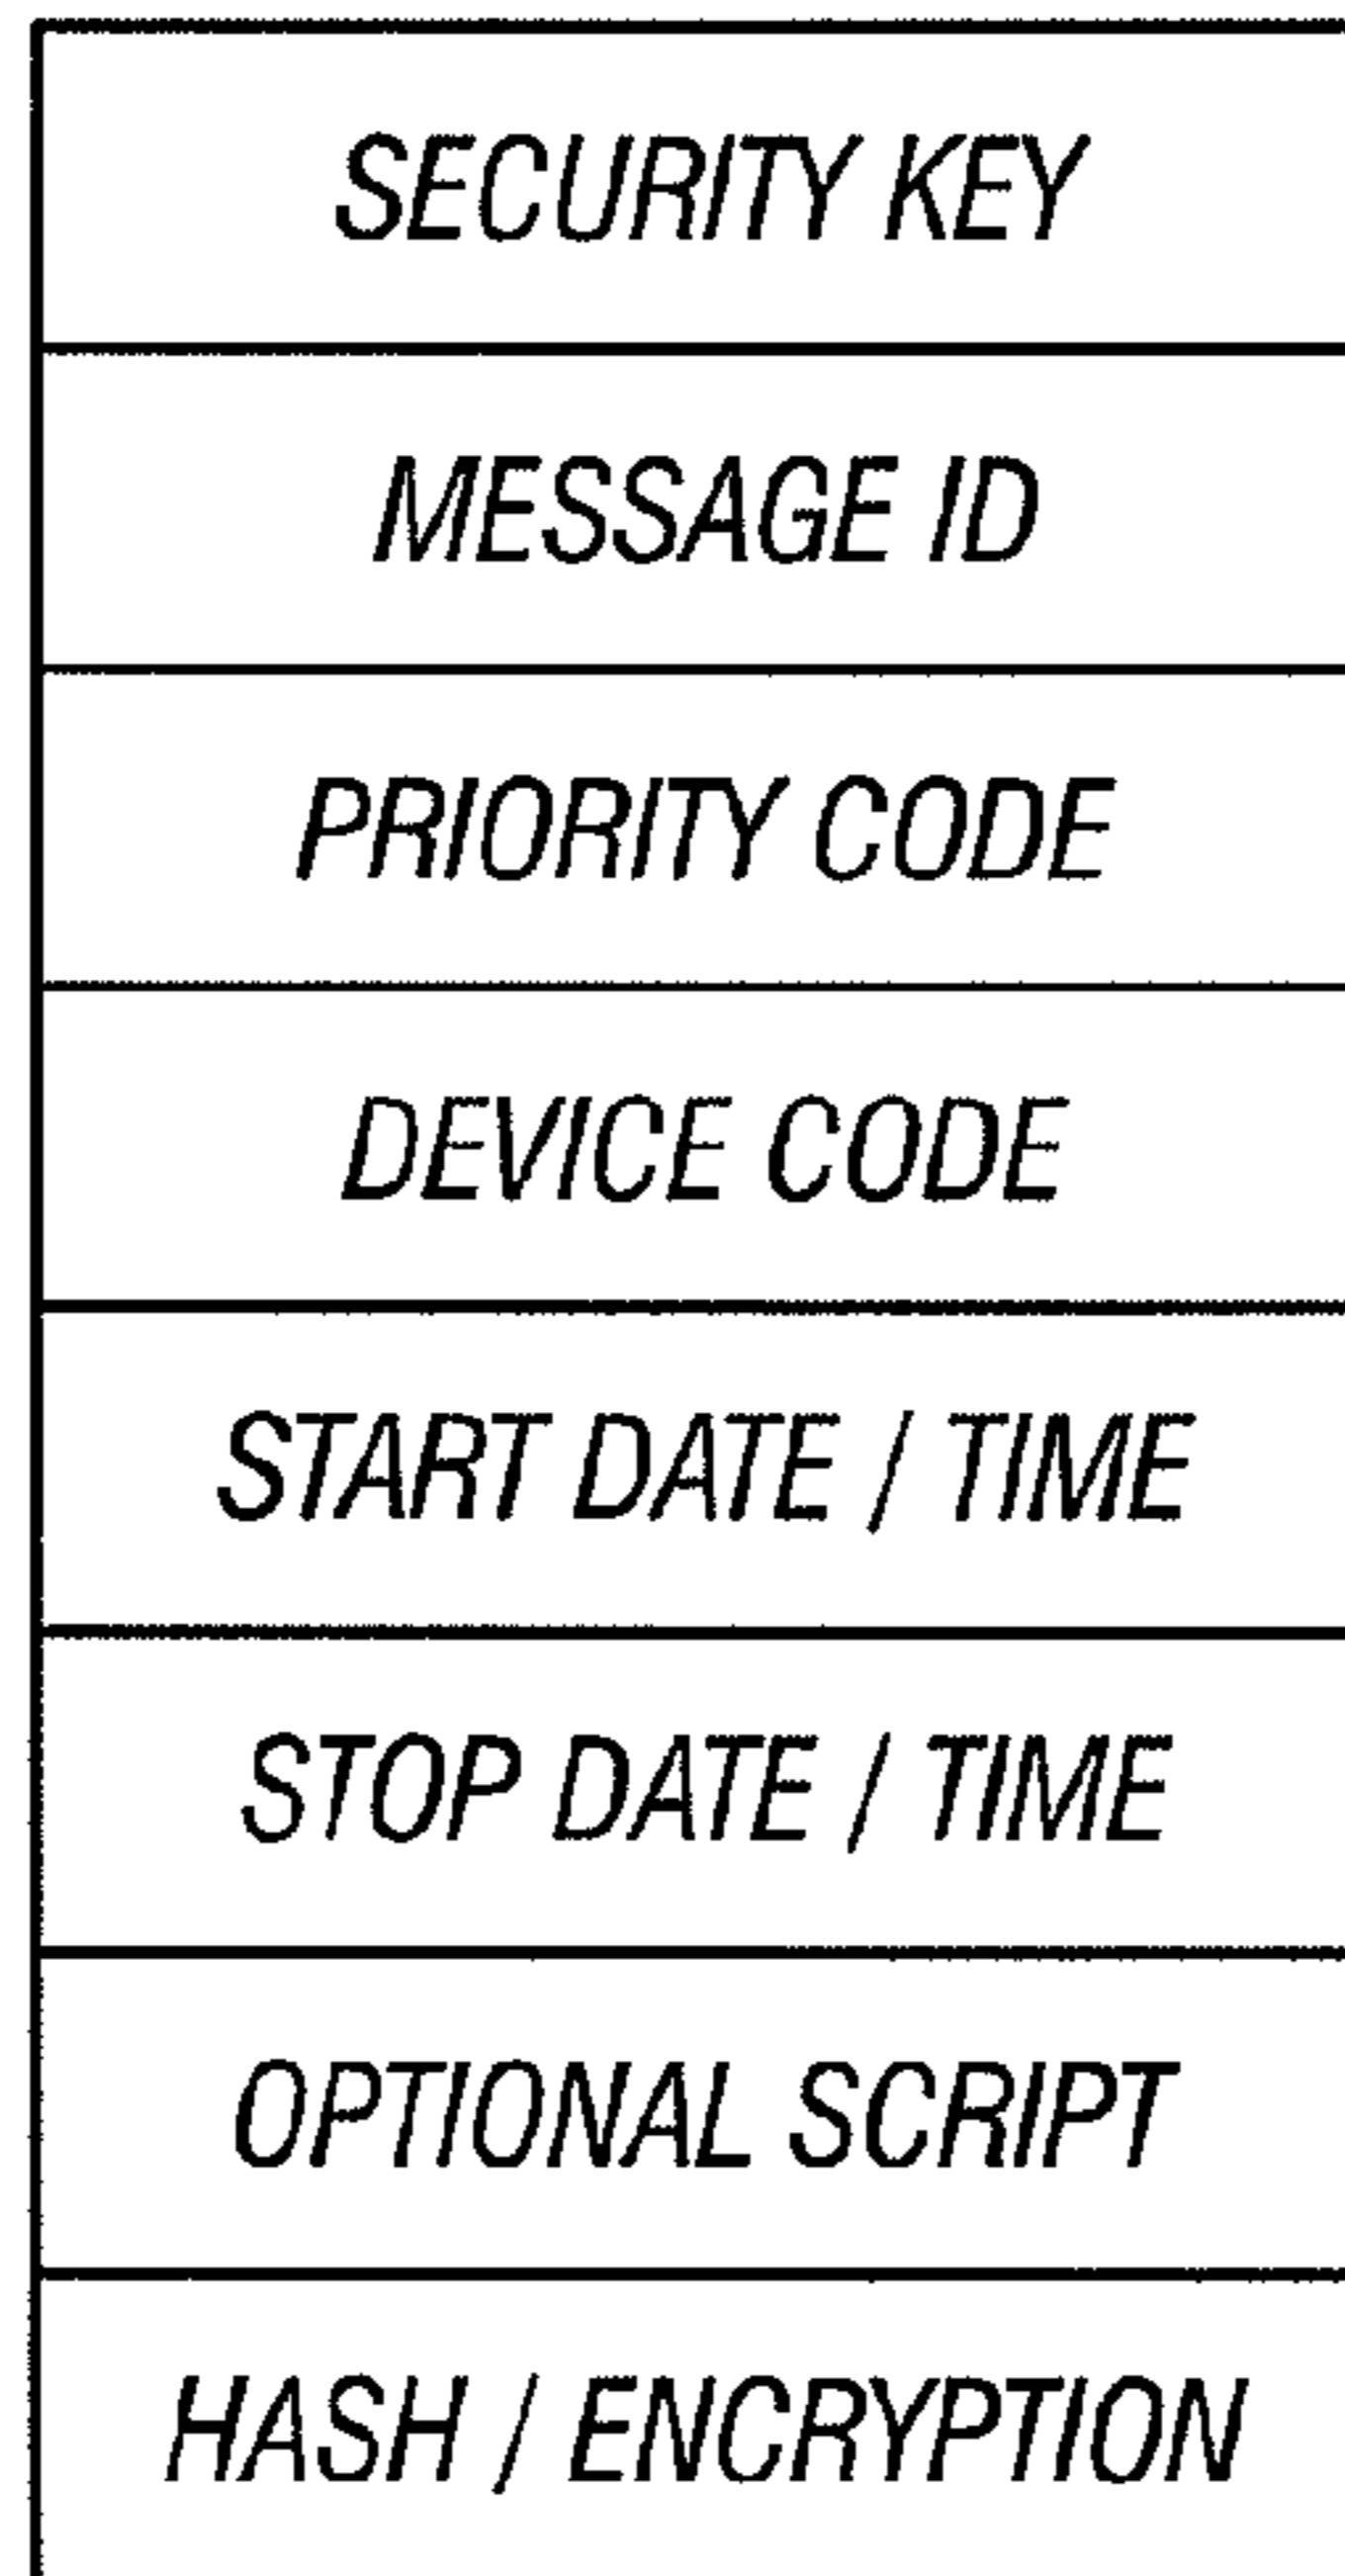 SECURITY KEY
MESSAGE ID
PRIORITY CODE
DEVICE CODE
START DATE / TIME
STOP DATE / TIME
OPTIONAL SCRIPT
HASH / ENCRYPTION